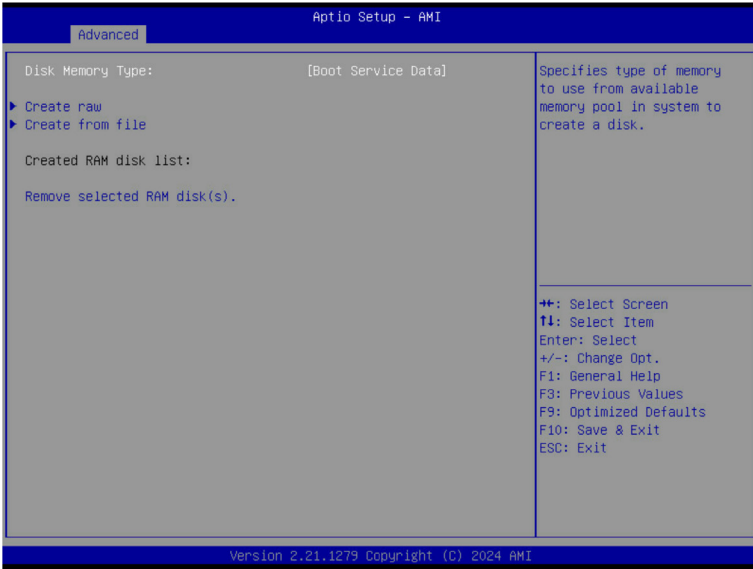 Aptio Setup – AMI
Advanced
Disk Memory Type: [Boot Service Data]
Create raw
Create from file
Created RAM disk list:
Remove selected RAM disk(s).
Specifies type of memory
to use from available
memory pool in system to
create a disk.
→←: Select Screen
↑↓: Select Item
Enter: Select
+/-: Change Opt.
F1: General Help
F3: Previous Values
F9: Optimized Defaults
F10: Save & Exit
ESC: Exit
Version 2.21.1279 Copyright (C) 2024 AMI